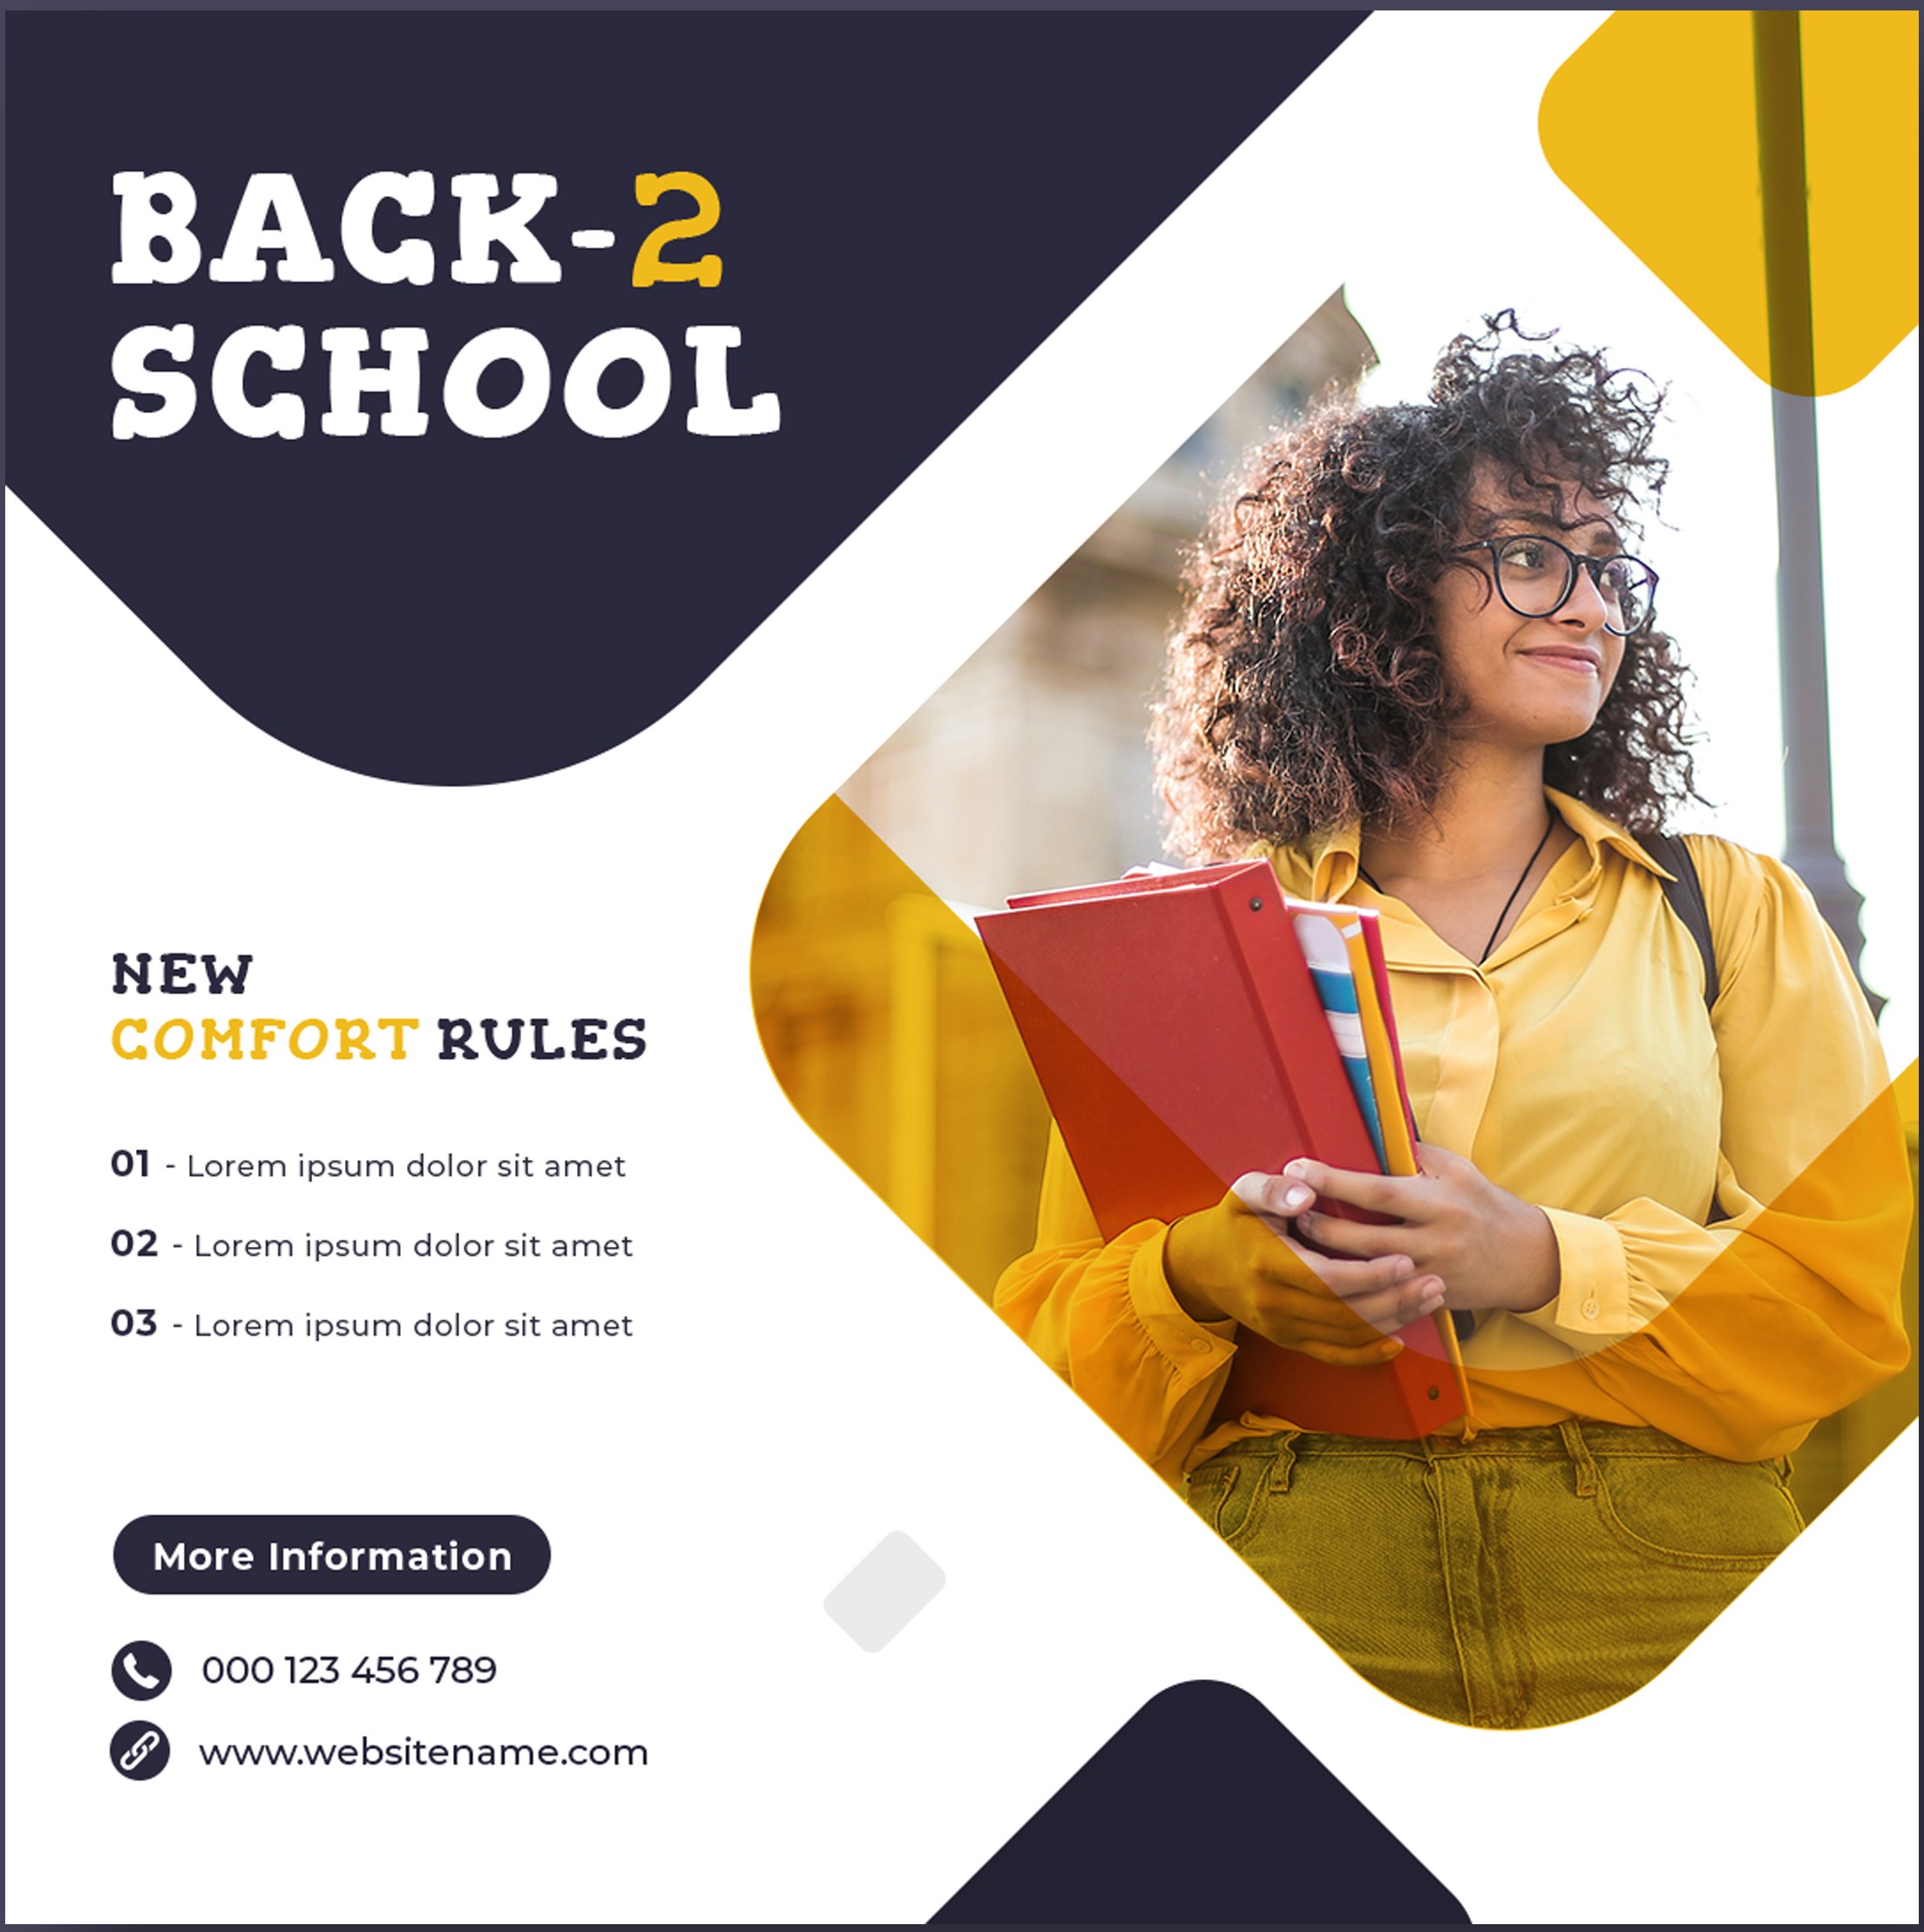 BACK-2
SCHOOL
NEW
COMFORT RULES
01 - Lorem ipsum dolor sit amet
02 - Lorem ipsum dolor sit amet
03 - Lorem ipsum dolor sit amet
More Information
000 123 456 789
www.websitename.com